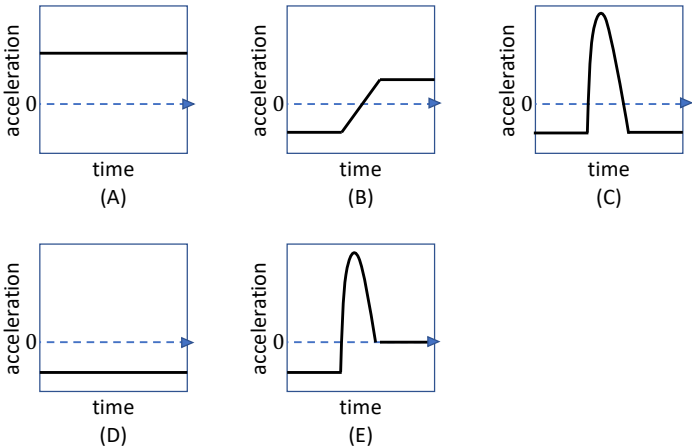 acceleration
0
time
(A)
acceleration
0
time
(B)
acceleration
0
time
(C)
acceleration
0
time
(D)
acceleration
0
time
(E)